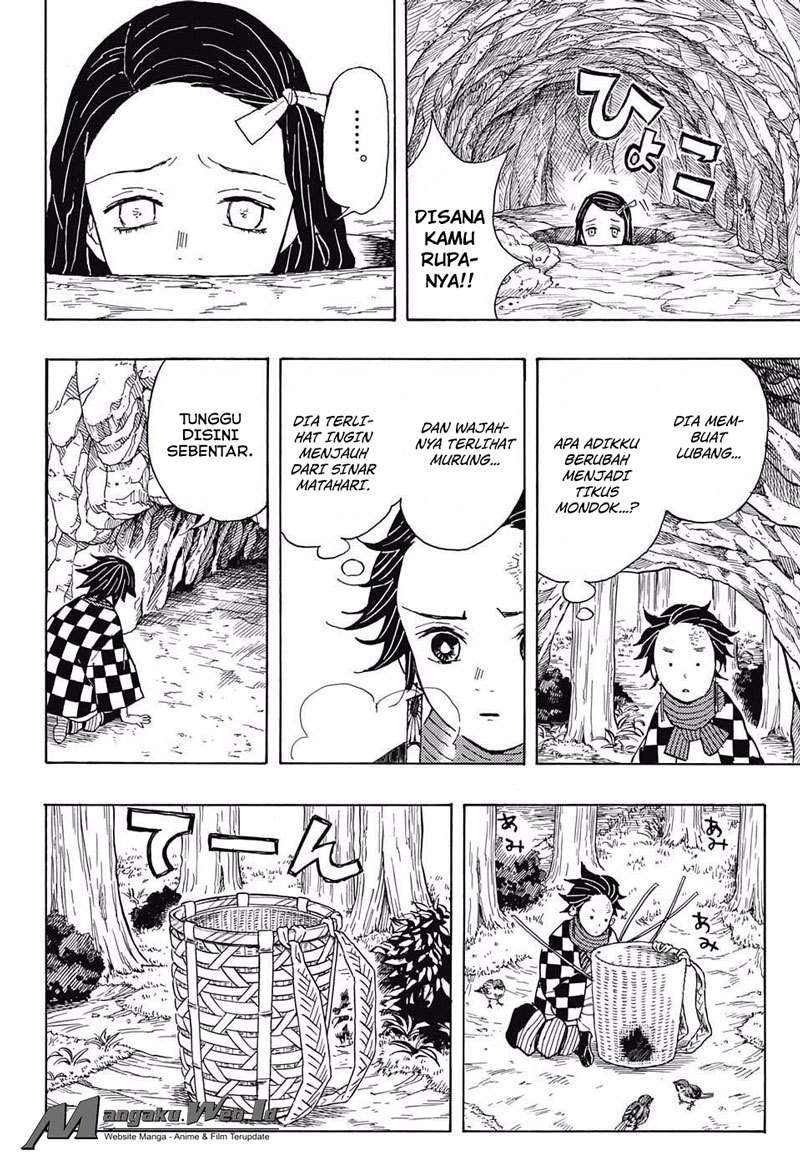 ひょこ
DISANA
KAMU
RUPA-
NYA!!
......
DIA MEM-
BUAT
LUBANG...
APA ADIKKU
BERUBAH
MENJADI
TIKUS
MONDOK...?
DAN WAJAH-
NYA TERLIHAT
MURUNG...
DIA TERLI-
HAT INGIN
MENJAUH
DARI SINAR
MATAHARI.
TUNGGU
DISINI
SEBENTAR.
あみ
あみ
あみ
てーん
Mangaku.Web.Id
Website Manga - Anime & Film Terupdate